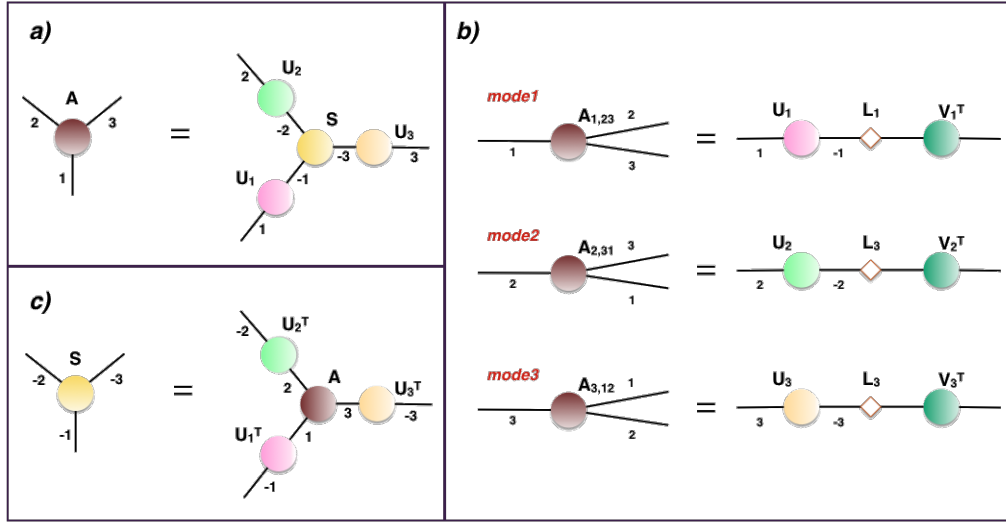 a)
A
2
3
1
=
2
U2
-2
S
U3
-3
3
U1
-1
1
b)
mode1
A1,23
2
1
3
=
U1
L1
V1T
1
-1
mode2
A2,31
3
2
1
=
U2
L3
V2T
2
-2
mode3
A3,12
1
3
2
=
U3
L3
V3T
3
-3
c)
S
-2
-3
-1
=
-2
U2T
2
A
U3T
3
-3
U1T
1
-1